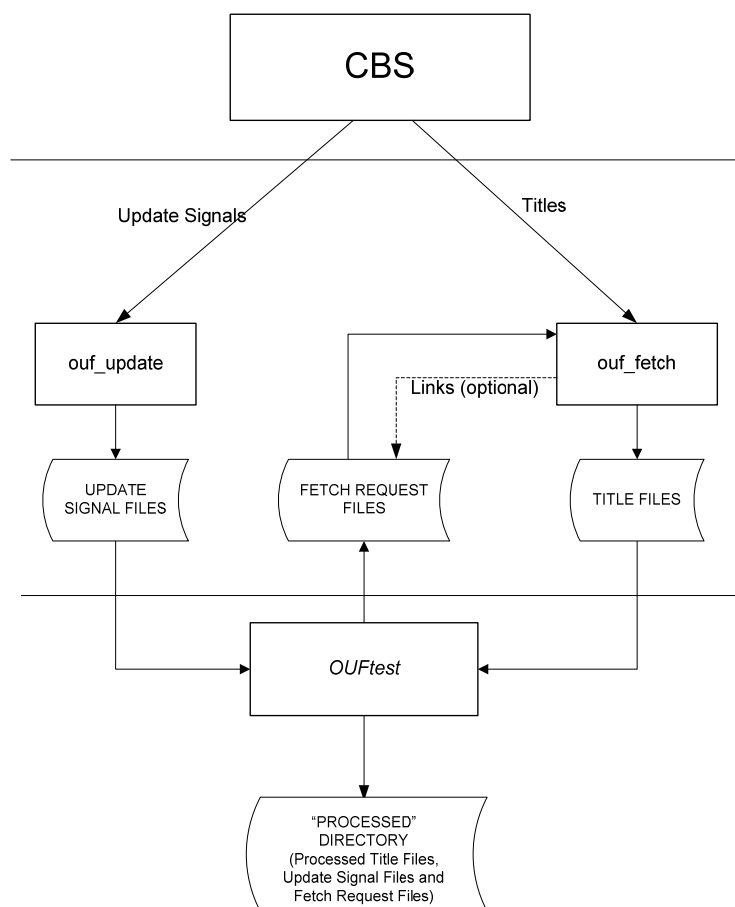 CBS
Update Signals
Titles
ouf_update
ouf_fetch
Links (optional)
UPDATE
SIGNAL FILES
FETCH REQUEST
FILES
TITLE FILES
OUFtest
“PROCESSED”
DIRECTORY
(Processed Title Files,
Update Signal Files and
Fetch Request Files)